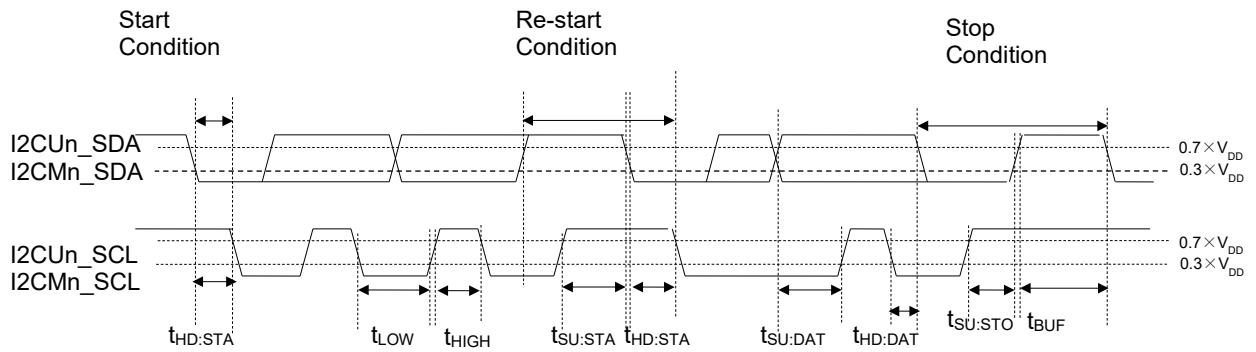 Start
Condition
Re-start
Condition
Stop
Condition
I2CUn_SDA
I2CMn_SDA
0.7×VDD
0.3×VDD
I2CUn_SCL
I2CMn_SCL
0.7×VDD
0.3×VDD
tHD:STA
tLOW
tHIGH
tSU:STA
tHD:STA
tSU:DAT
tHD:DAT
tSU:STO
tBUF